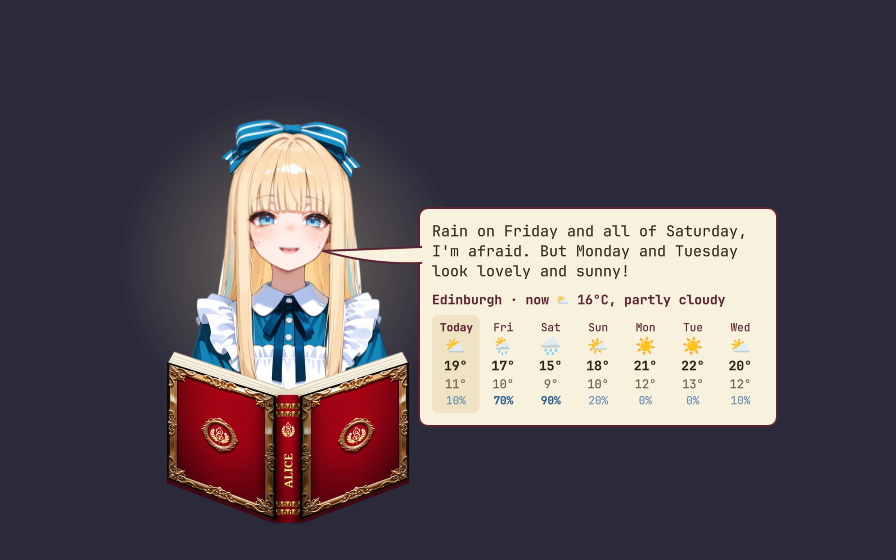 Rain on Friday and all of Saturday,
I'm afraid. But Monday and Tuesday
look lovely and sunny!
Edinburgh · now ⛅ 16°C, partly cloudy
Today Fri Sat Sun Mon Tue Wed
19° 17° 15° 18° 21° 22° 20°
11° 10° 9° 10° 12° 13° 12°
10% 70% 90% 20% 0% 0% 10%
ALICE